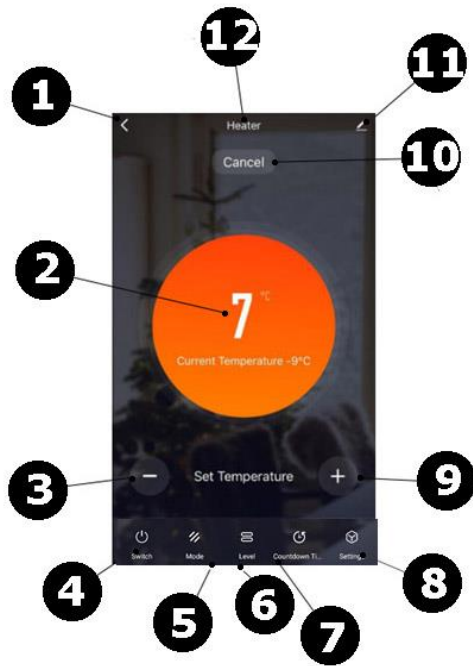 12
11
1
Heater
Cancel
10
2
7 °C
Current Temperature -9°C
3
Set Temperature
9
Switch
Mode
Level
Countdown Ti...
Setting
4
5
6
7
8